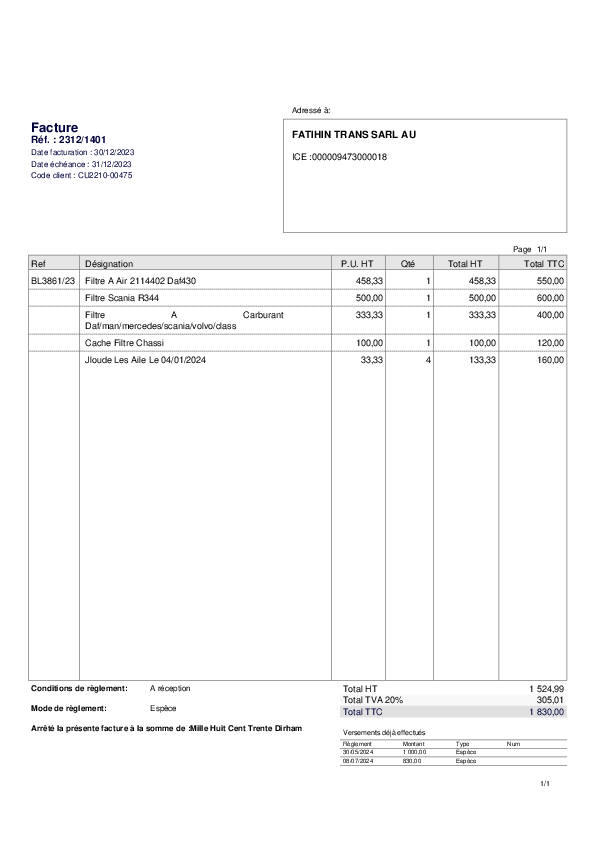 Adressé à:
Facture
Réf. : 2312/1401
Date facturation : 30/12/2023
Date échéance : 31/12/2023
Code client : CU2210-00475
FATIHIN TRANS SARL AU
ICE :000009473000018
Page 1/1
Ref Désignation P.U. HT Qté Total HT Total TTC
BL3861/23 Filtre A Air 2114402 Daf430 458,33 1 458,33 550,00
Filtre Scania R344 500,00 1 500,00 600,00
Filtre A Carburant 333,33 1 333,33 400,00
Daf/man/mercedes/scania/volvo/class
Cache Filtre Chassi 100,00 1 100,00 120,00
Jloude Les Aile Le 04/01/2024 33,33 4 133,33 160,00
Conditions de règlement: A réception
Mode de règlement: Espèce
Arrêté la présente facture à la somme de :Mille Huit Cent Trente Dirham
Total HT 1 524,99
Total TVA 20% 305,01
Total TTC 1 830,00
Versements déjà effectués
Règlement Montant Type Num
30/05/2024 1 000,00 Espèce
08/07/2024 830,00 Espèce
1/1